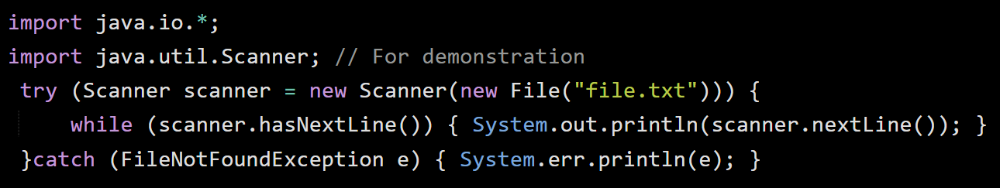 import java.io.*;
import java.util.Scanner; // For demonstration
try (Scanner scanner = new Scanner(new File("file.txt"))) {
while (scanner.hasNextLine()) { System.out.println(scanner.nextLine()); }
}catch (FileNotFoundException e) { System.err.println(e); }